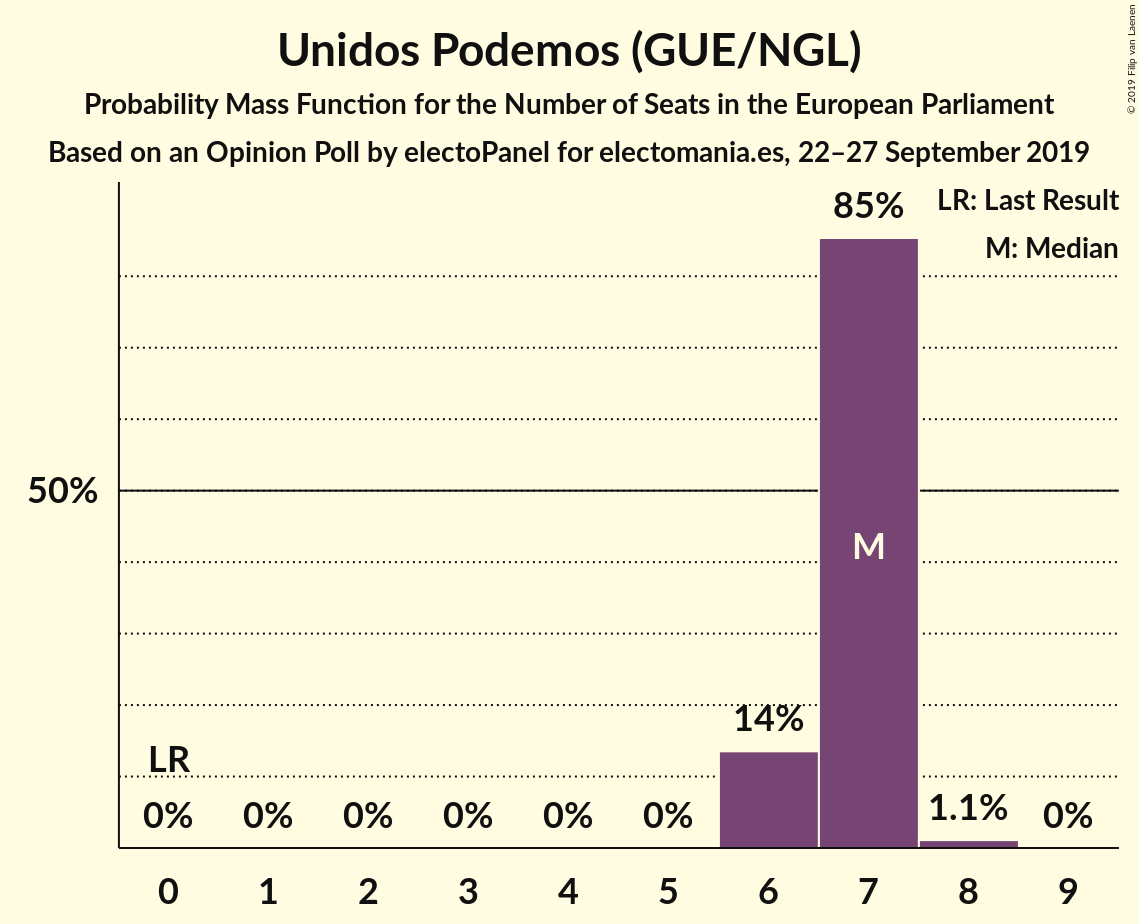 Unidos Podemos (GUE/NGL)
Probability Mass Function for the Number of Seats in the European Parliament
Based on an Opinion Poll by electoPanel for electomania.es, 22–27 September 2019
© 2019 Filip van Laenen
LR: Last Result
M: Median
85%
50%
M
14%
LR
0% 0% 0% 0% 0% 0% 1.1% 0%
0 1 2 3 4 5 6 7 8 9